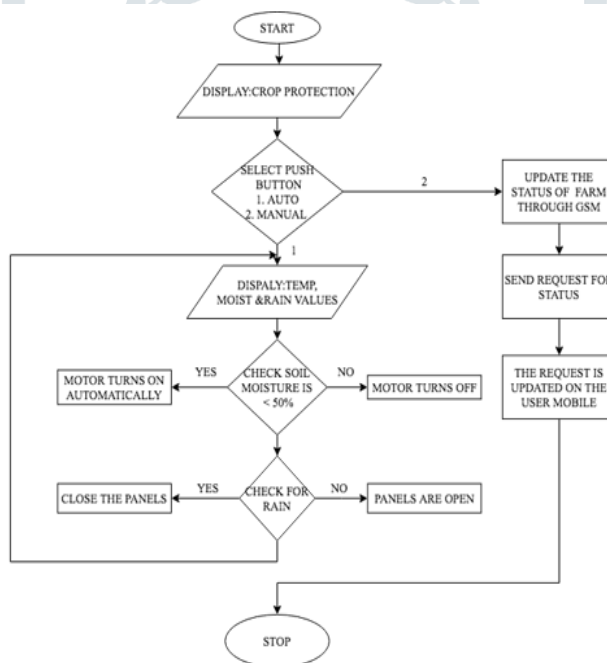 START
DISPLAY:CROP PROTECTION
SELECT PUSH
BUTTON
1. AUTO
2. MANUAL
2
UPDATE THE
STATUS OF FARM
THROUGH GSM
1
DISPALY:TEMP,
MOIST &RAIN VALUES
SEND REQUEST FOR
STATUS
CHECK SOIL
MOISTURE IS
< 50%
YES
NO
MOTOR TURNS ON
AUTOMATICALLY
MOTOR TURNS OFF
THE REQUEST IS
UPDATED ON THE
USER MOBILE
CHECK FOR
RAIN
YES
NO
CLOSE THE PANELS
PANELS ARE OPEN
STOP